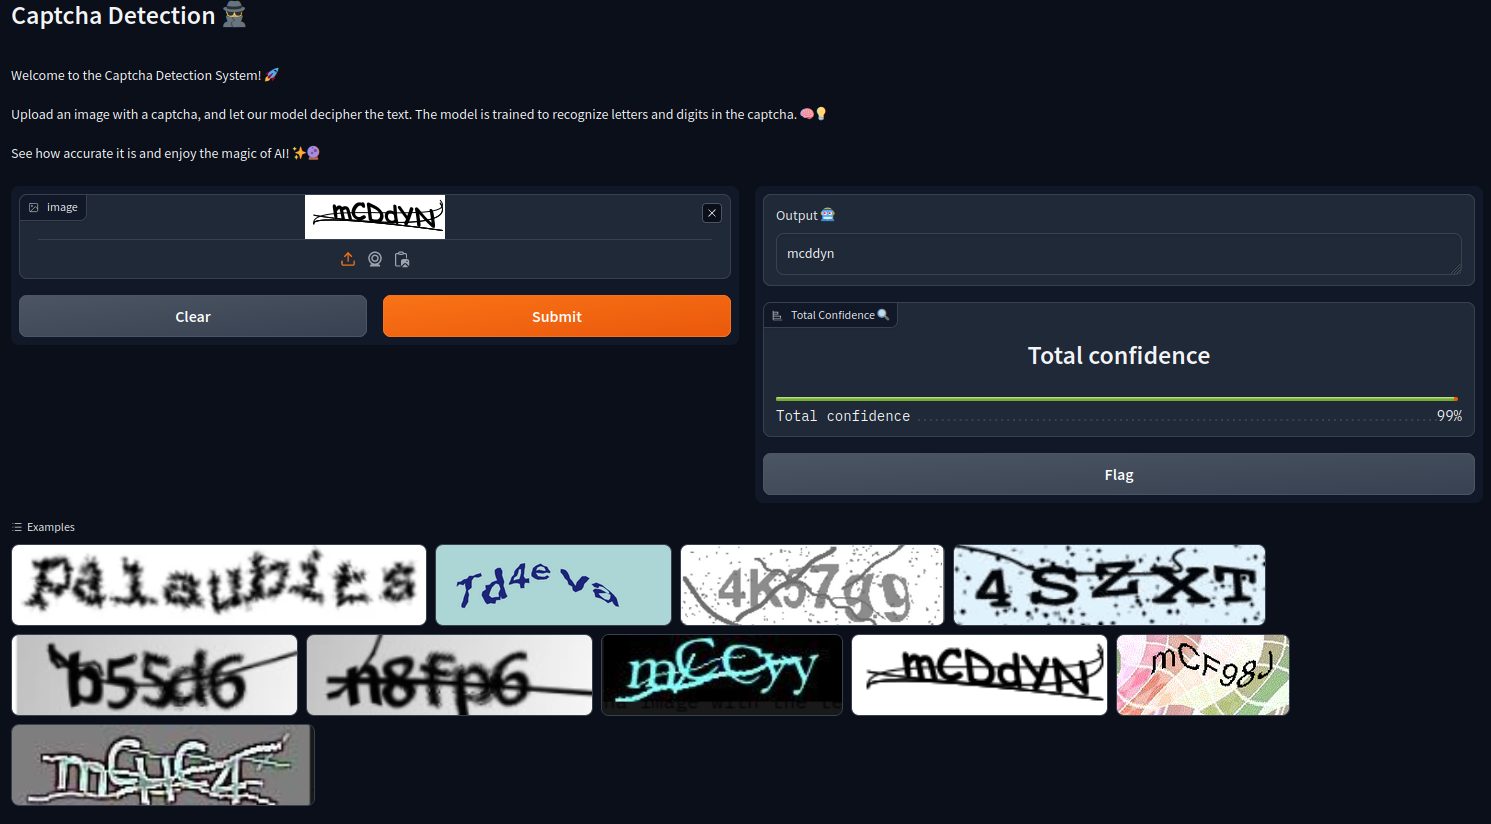 Captcha Detection 🕵️
Welcome to the Captcha Detection System! 🚀
Upload an image with a captcha, and let our model decipher the text. The model is trained to recognize letters and digits in the captcha. 🧠💡
See how accurate it is and enjoy the magic of AI! ✨🔮
image
mCDdYN
Clear
Submit
Output 🤖
mcddyn
Total Confidence 🔍
Total confidence
Total confidence
99%
Flag
Examples
Td4eva
4K57gg
4SZXT
b55d6
n8fp6
mCCyy
mCDdYN
mCF98J